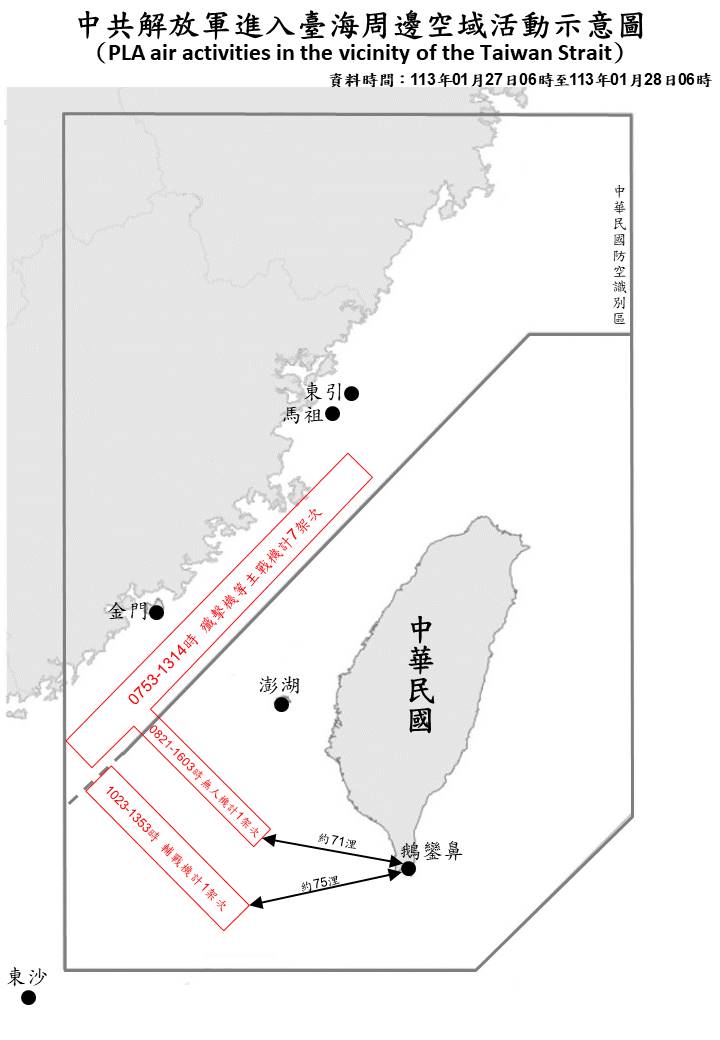 中共解放軍進入臺海周邊空域活動示意圖
(PLA air activities in the vicinity of the Taiwan Strait)
資料時間：113年01月27日06時至113年01月28日06時
中華民國防空識別區
東引
馬祖
0753-1314時 殲擊機等主戰機計7架次
金門
中華民國
澎湖
0821-1603時無人機計1架次
1023-1353時 輔戰機計1架次
約71浬
鵝鑾鼻
約75浬
東沙